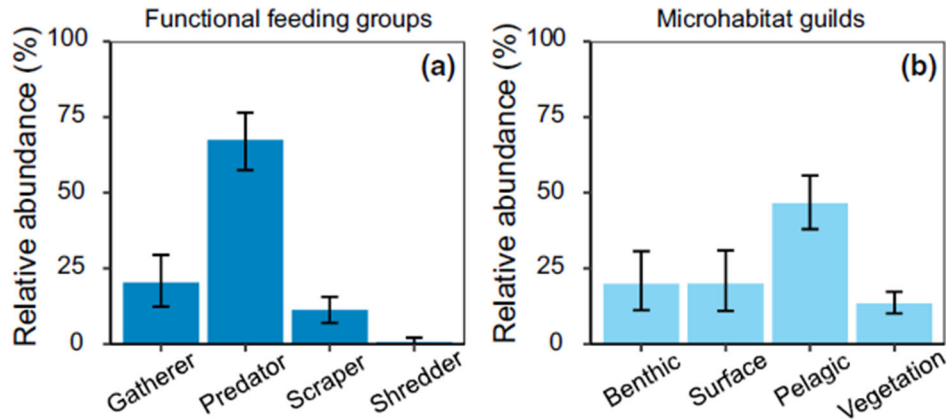 Functional feeding groups
(a)
Relative abundance (%)
100
75
50
25
0
Gatherer
Predator
Scraper
Shredder
Microhabitat guilds
(b)
Relative abundance (%)
100
75
50
25
0
Benthic
Surface
Pelagic
Vegetation